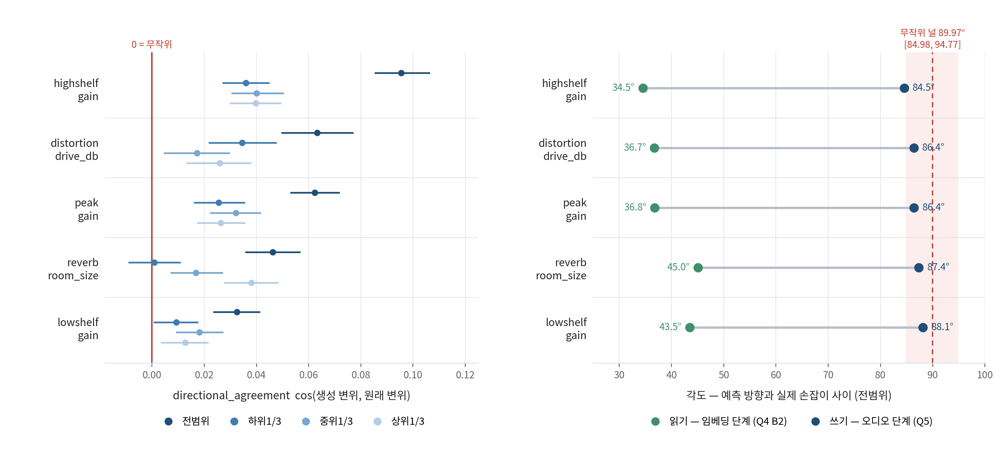 0 = 무작위
highshelf
gain
distortion
drive_db
peak
gain
reverb
room_size
lowshelf
gain
0.00 0.02 0.04 0.06 0.08 0.10 0.12
directional_agreement cos(생성 변위, 원래 변위)
전범위 하위1/3 중위1/3 상위1/3
무작위 널 89.97°
[84.98, 94.77]
highshelf
gain
34.5° 84.5°
distortion
drive_db
36.7° 86.4°
peak
gain
36.8° 86.4°
reverb
room_size
45.0° 87.4°
lowshelf
gain
43.5° 88.1°
30 40 50 60 70 80 90 100
각도 — 예측 방향과 실제 손잡이 사이 (전범위)
읽기 — 임베딩 단계 (Q4 B2) 쓰기 — 오디오 단계 (Q5)